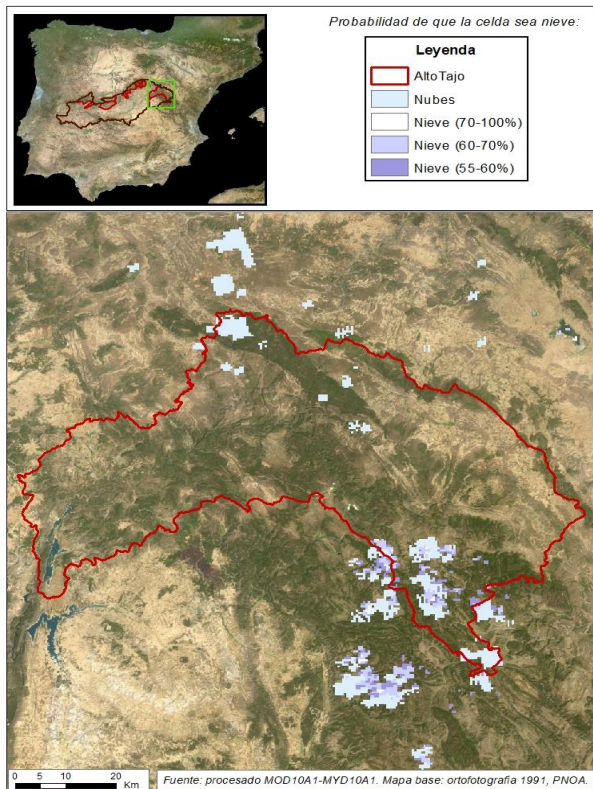 Probabilidad de que la celda sea nieve:
Leyenda
AltoTajo
Nubes
Nieve (70-100%)
Nieve (60-70%)
Nieve (55-60%)
0 5 10 20
Km
Fuente: procesado MOD10A1-MYD10A1. Mapa base: ortofotografia 1991, PNOA.